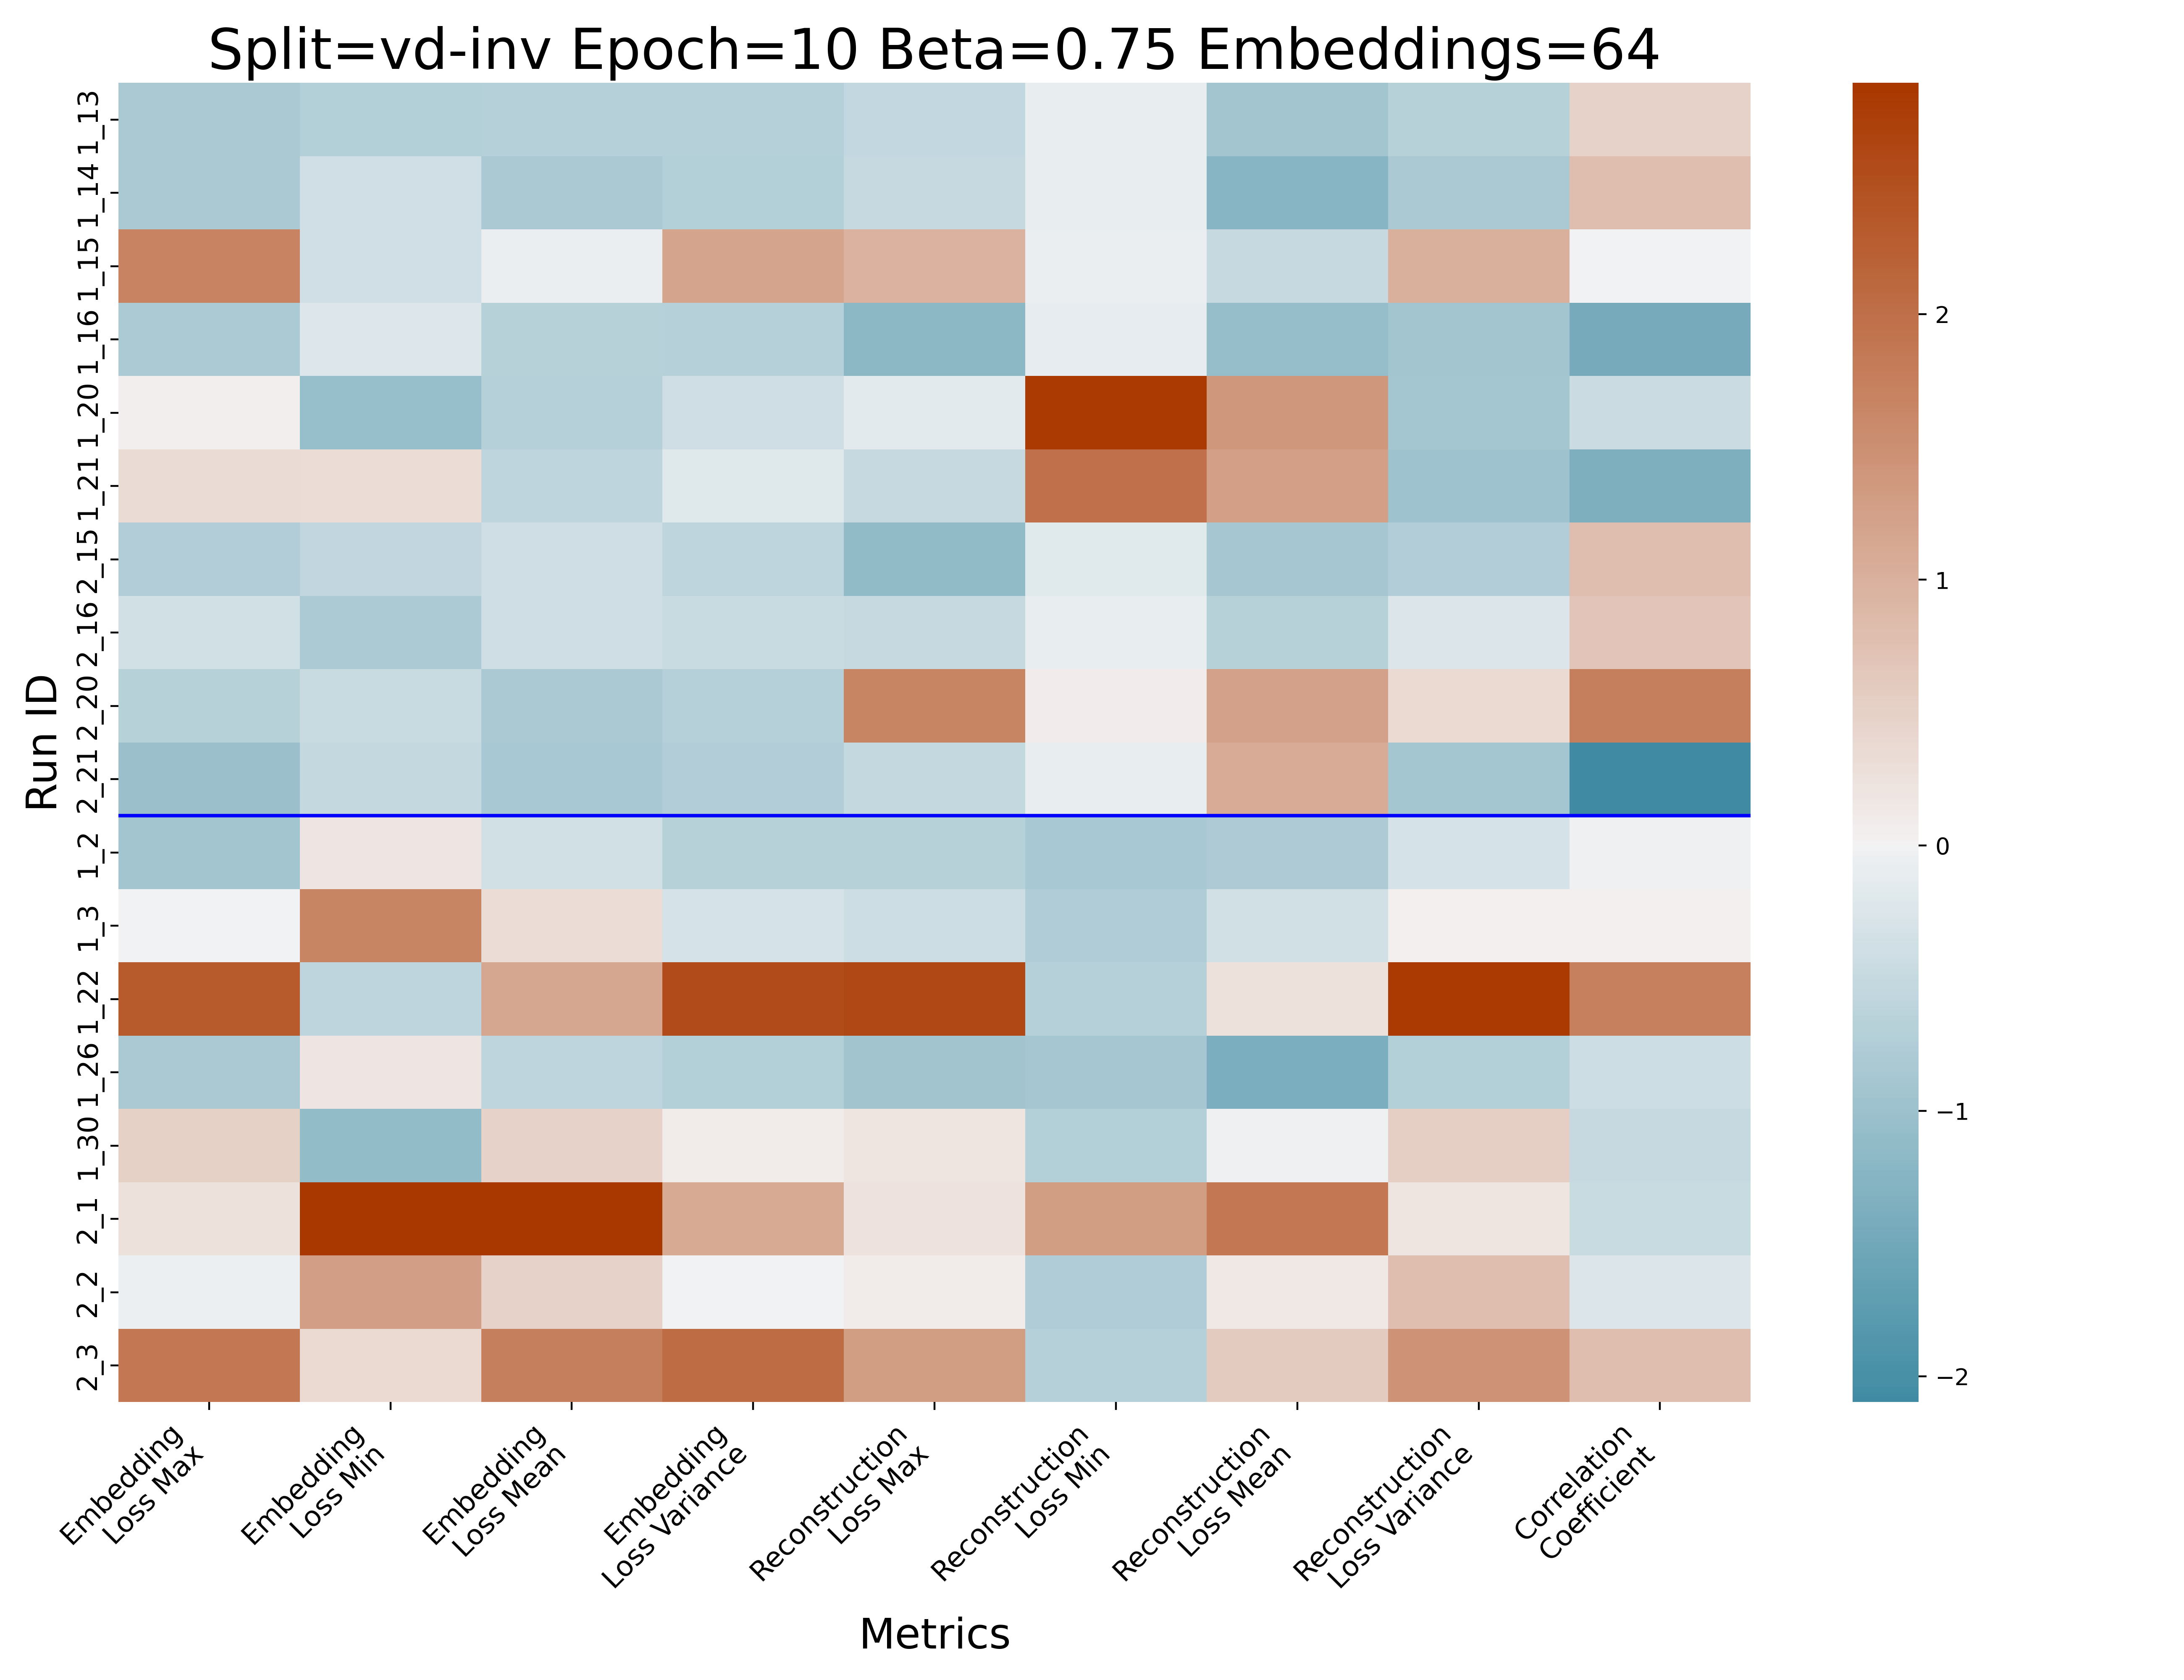 Split=vd-inv Epoch=10 Beta=0.75 Embeddings=64
Run ID
1_13
1_14
1_15
1_16
1_20
1_21
2_15
2_16
2_20
2_21
1_2
1_3
1_22
1_26
1_30
2_1
2_2
2_3
Embedding
Loss Max
Embedding
Loss Min
Embedding
Loss Mean
Embedding
Loss Variance
Reconstruction
Loss Max
Reconstruction
Loss Min
Reconstruction
Loss Mean
Reconstruction
Loss Variance
Correlation
Coefficient
Metrics
2
1
0
−1
−2